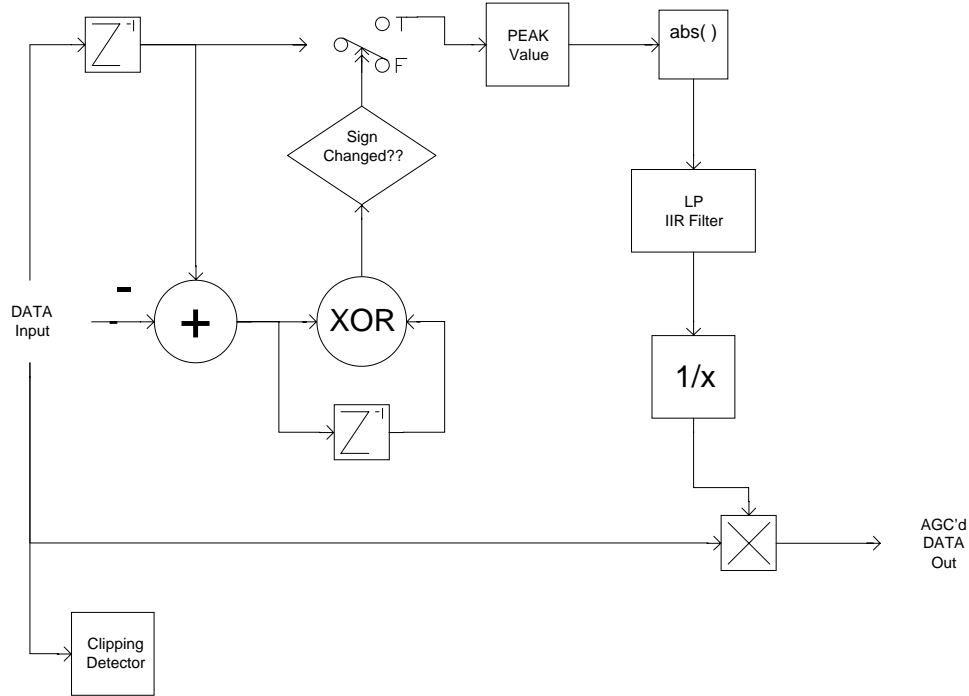 Z-1
T
F
PEAK
Value
abs( )
Sign
Changed??
LP
IIR Filter
-
DATA
Input
-
+
XOR
1/x
Z-1
AGC'd
DATA
Out
Clipping
Detector